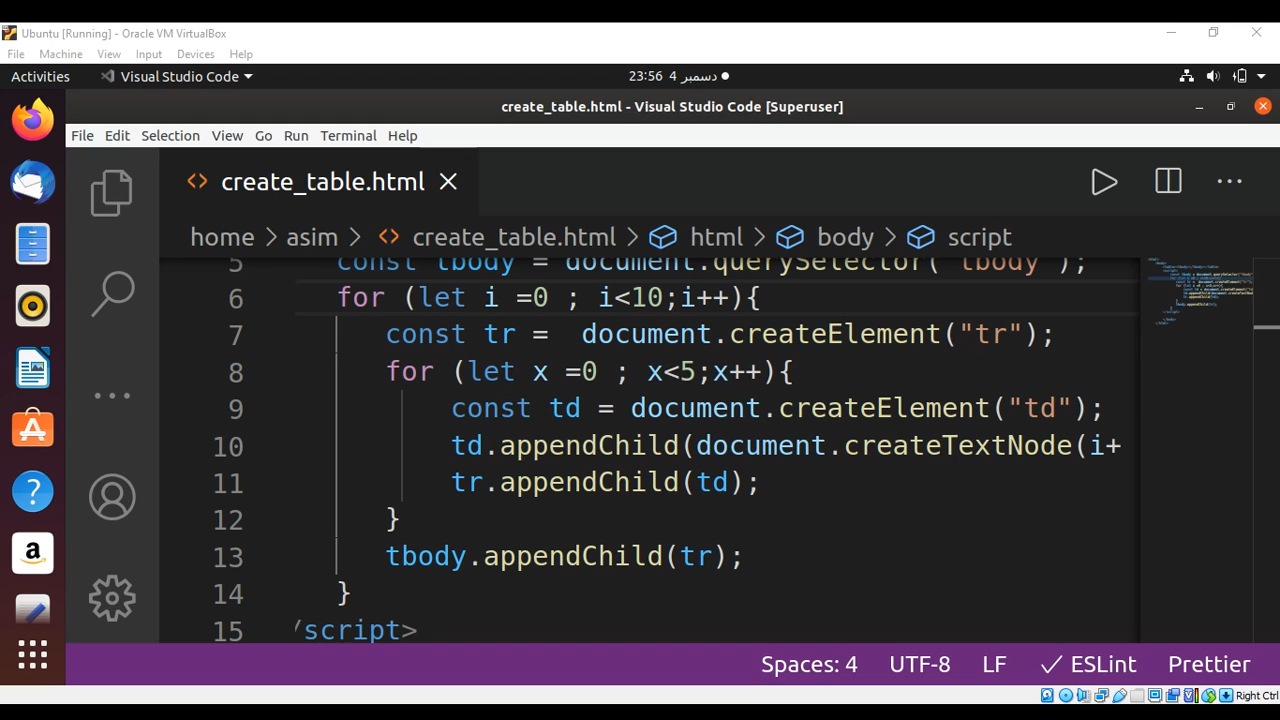 Ubuntu [Running] - Oracle VM VirtualBox
File Machine View Input Devices Help
Activities Visual Studio Code 23:56 4 دسمبر
create_table.html - Visual Studio Code [Superuser]
File Edit Selection View Go Run Terminal Help
create_table.html
home > asim > create_table.html > html > body > script
5 const tbody = document.querySelector("tbody");
6 for (let i =0 ; i<10;i++){
7 const tr =  document.createElement("tr");
8 for (let x =0 ; x<5;x++){
9 const td = document.createElement("td");
10 td.appendChild(document.createTextNode(i+
11 tr.appendChild(td);
12 }
13 tbody.appendChild(tr);
14 }
15 /script>
Spaces: 4 UTF-8 LF ESLint Prettier
Right Ctrl